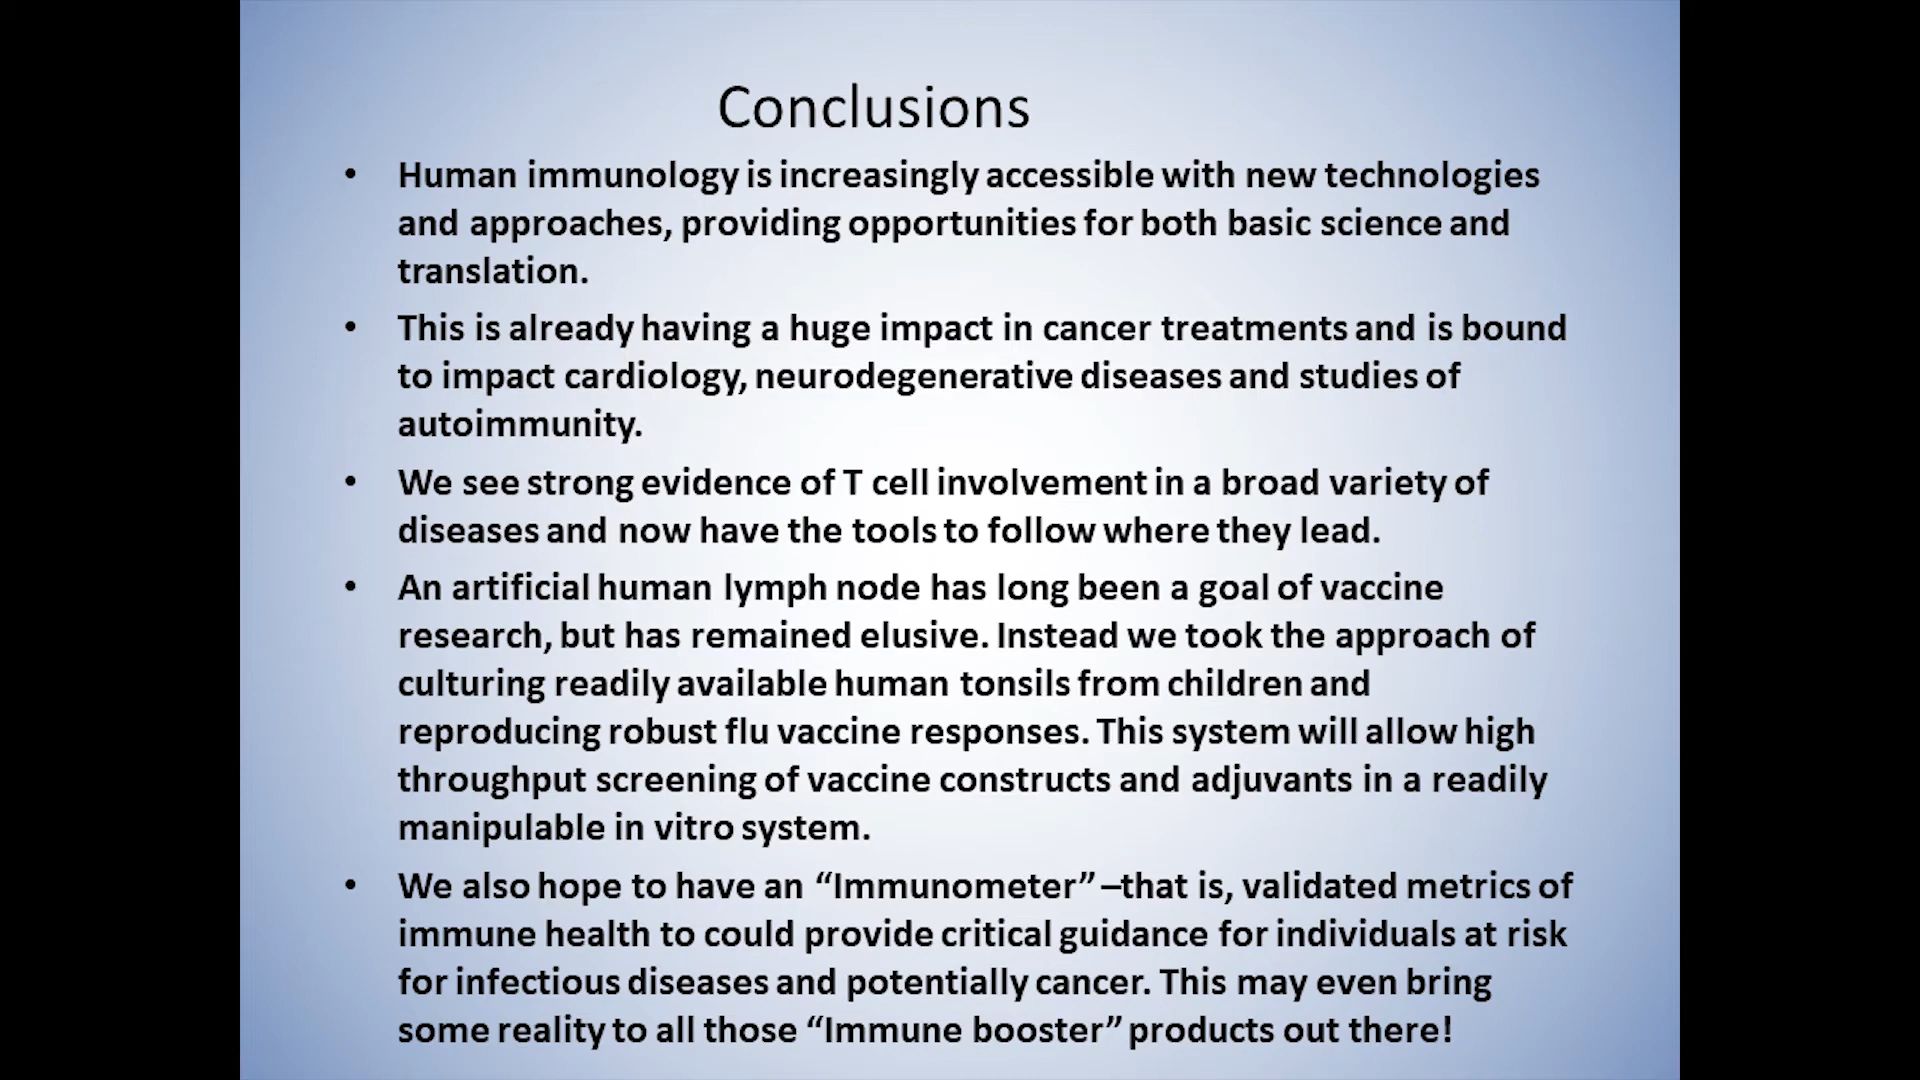 Conclusions
• Human immunology is increasingly accessible with new technologies
and approaches, providing opportunities for both basic science and
translation.
• This is already having a huge impact in cancer treatments and is bound
to impact cardiology, neurodegenerative diseases and studies of
autoimmunity.
• We see strong evidence of T cell involvement in a broad variety of
diseases and now have the tools to follow where they lead.
• An artificial human lymph node has long been a goal of vaccine
research, but has remained elusive. Instead we took the approach of
culturing readily available human tonsils from children and
reproducing robust flu vaccine responses. This system will allow high
throughput screening of vaccine constructs and adjuvants in a readily
manipulable in vitro system.
• We also hope to have an “Immunometer” –that is, validated metrics of
immune health to could provide critical guidance for individuals at risk
for infectious diseases and potentially cancer. This may even bring
some reality to all those “Immune booster” products out there!